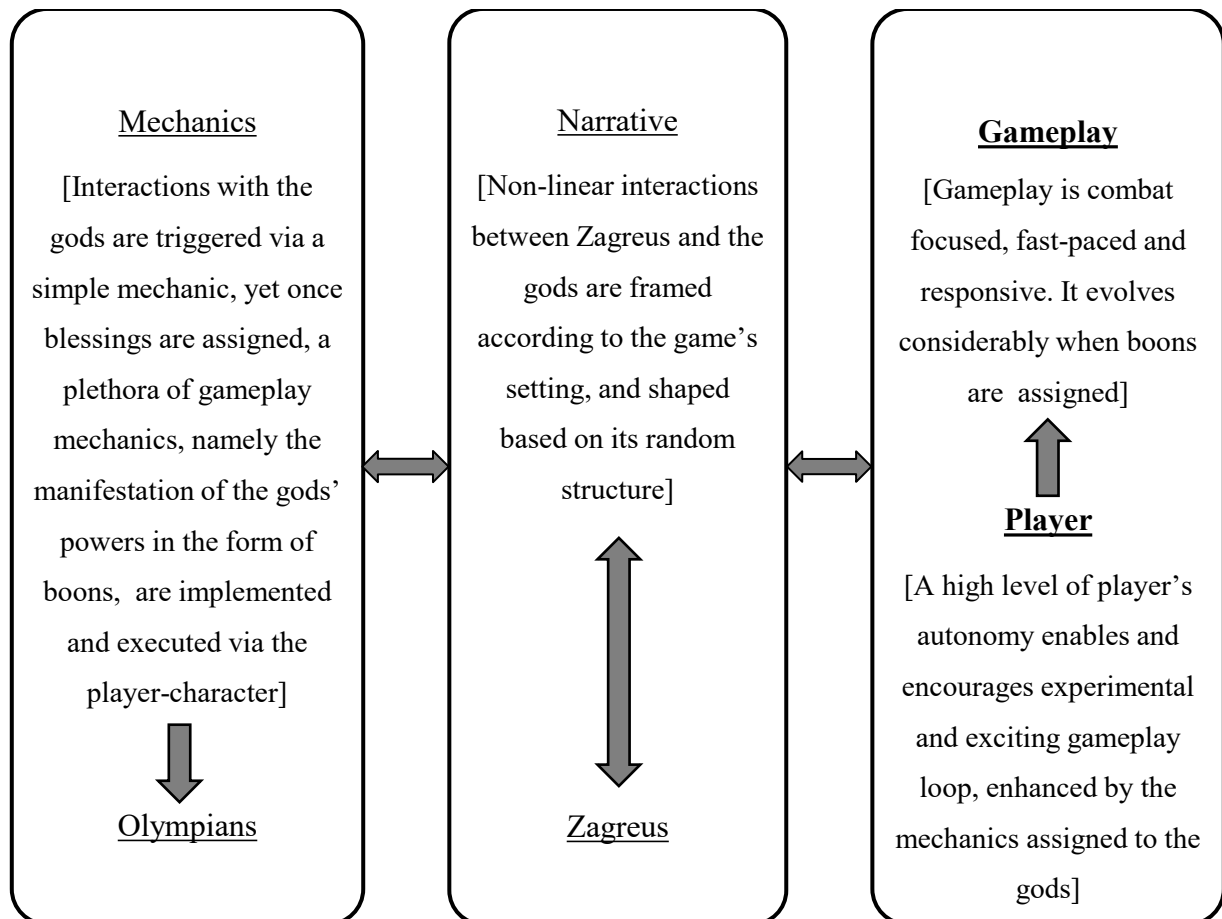 Mechanics
[Interactions with the
gods are triggered via a
simple mechanic, yet once
blessings are assigned, a
plethora of gameplay
mechanics, namely the
manifestation of the gods’
powers in the form of
boons,  are implemented
and executed via the
player-character]
Olympians
Narrative
[Non-linear interactions
between Zagreus and the
gods are framed
according to the game’s
setting, and shaped
based on its random
structure]
Zagreus
Gameplay
[Gameplay is combat
focused, fast-paced and
responsive. It evolves
considerably when boons
are  assigned]
Player
[A high level of player’s
autonomy enables and
encourages experimental
and exciting gameplay
loop, enhanced by the
mechanics assigned to the
gods]